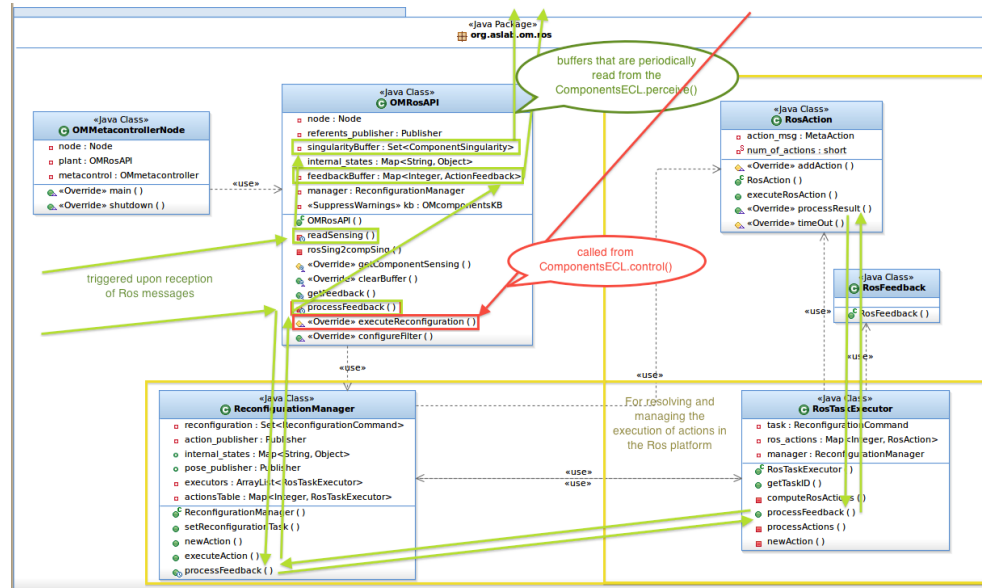 «Java Package»
org.aslab.om.ros
buffers that are periodically
read from the
ComponentsECL.perceive()
«Java Class»
OMMetacontrollerNode
node : Node
plant : OMRosAPI
metacontrol : OMmetacontroller
«Override» main ( )
«Override» shutdown ( )
«use»
«Java Class»
OMRosAPI
node : Node
referents_publisher : Publisher
singularityBuffer : Set<ComponentSingularity>
internal_states : Map<String, Object>
feedbackBuffer : Map<Integer, ActionFeedback>
manager : ReconfigurationManager
«SuppressWarnings» kb : OMcomponentsKB
OMRosAPI ( )
readSensing ( )
rosSing2compSing ( )
«Override» getComponentSensing ( )
«Override» clearBuffer ( )
getFeedback ( )
processFeedback ( )
«Override» executeReconfiguration ( )
«Override» configureFilter ( )
triggered upon reception
of Ros messages
called from
ComponentsECL.control()
«Java Class»
RosAction
action_msg : MetaAction
num_of_actions : short
«Override» addAction ( )
RosAction ( )
executeRosAction ( )
«Override» processResult ( )
«Override» timeOut ( )
«Java Class»
RosFeedback
RosFeedback ( )
«use»
«use»
«use»
«use»
«Java Class»
ReconfigurationManager
reconfiguration : Set<ReconfigurationCommand>
action_publisher : Publisher
internal_states : Map<String, Object>
pose_publisher : Publisher
executors : ArrayList<RosTaskExecutor>
actionsTable : Map<Integer, RosTaskExecutor>
ReconfigurationManager ( )
setReconfigurationTask ( )
newAction ( )
executeAction ( )
processFeedback ( )
For resolving and
managing the
execution of actions in
the Ros platform
«use»
«use»
«Java Class»
RosTaskExecutor
task : ReconfigurationCommand
ros_actions : Map<Integer, RosAction>
manager : ReconfigurationManager
RosTaskExecutor ( )
getTaskID ( )
computeRosActions ( )
processFeedback ( )
processActions ( )
newAction ( )